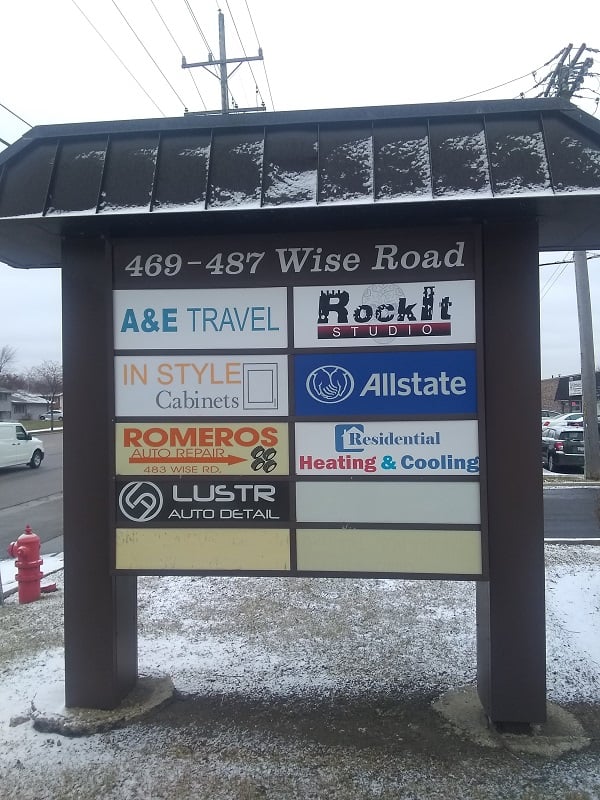 469-487 Wise Road
A&E TRAVEL
RockIt
STUDIO
IN STYLE
Cabinets
Allstate
ROMEROS
AUTO REPAIR
483 WISE RD.
Residential
Heating & Cooling
LUSTR
AUTO DETAIL